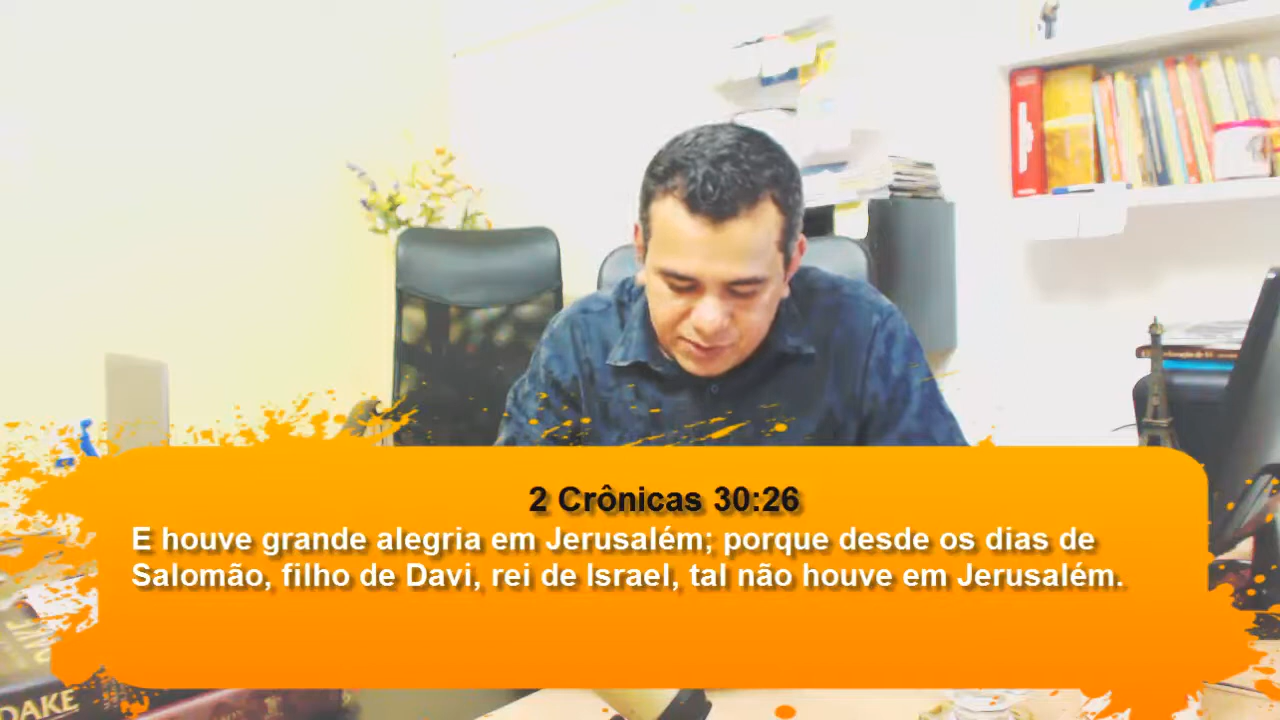 2 Crônicas 30:26
E houve grande alegria em Jerusalém; porque desde os dias de
Salomão, filho de Davi, rei de Israel, tal não houve em Jerusalém.
DAKE